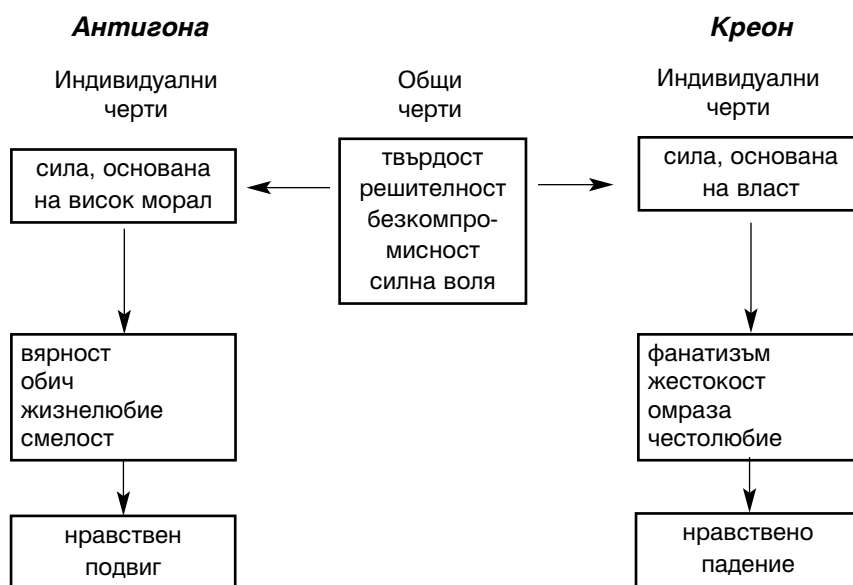 Антигона
Креон
Индивидуални
черти
Общи
черти
Индивидуални
черти
сила, основана
на висок морал
твърдост
решителност
безкомпро-
мисност
силна воля
сила, основана
на власт
вярност
обич
жизнелюбие
смелост
фанатизъм
жестокост
омраза
честолюбие
нравствен
подвиг
нравствено
падение